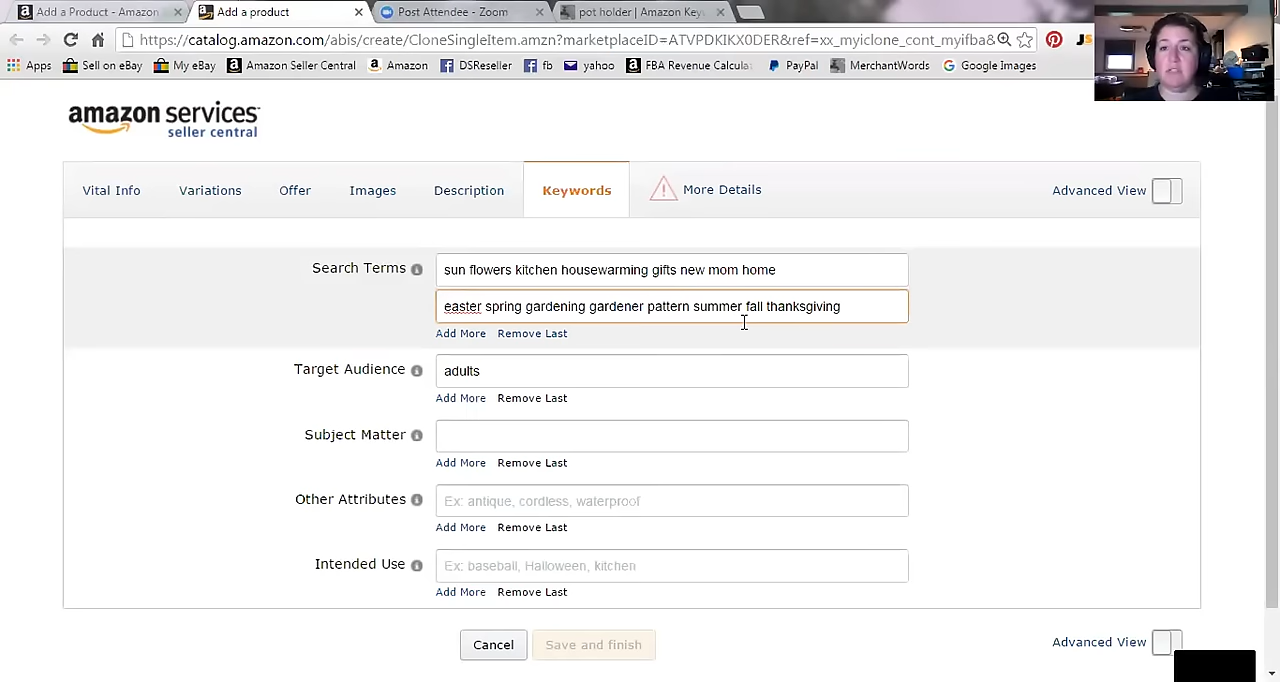 Add a Product - Amazon
Add a product
Post Attendee - Zoom
pot holder | Amazon Key
https://catalog.amazon.com/abis/create/Cl
lItem.amzn?marketplaceID=ATVPDKIKX0DER&ref=xx_myiclone_cont_myifba&
Apps
Sell on eBay
My eBay
Amazon Seller Central
Amazon
fbreseller
fb
yahoo
FBA Revenue Calcula
PayPal
MerchantWords
Google Images
amazon services
seller central
Vital Info
Variations
Offer
Images
Description
Keywords
More Details
Advanced View
Search Terms
sun flowers kitchen housewarming gifts new mom home
easter spring gardening gardener pattern summer fall thanksgiving
Add More Remove Last
Target Audience
adults
Add More Remove Last
Subject Matter
Add More Remove Last
Other Attributes
Ex: antique, cordless, waterproof
Add More Remove Last
Intended Use
Ex: baseball, Halloween, kitchen
Add More Remove Last
Cancel
Save and finish
Advanced View